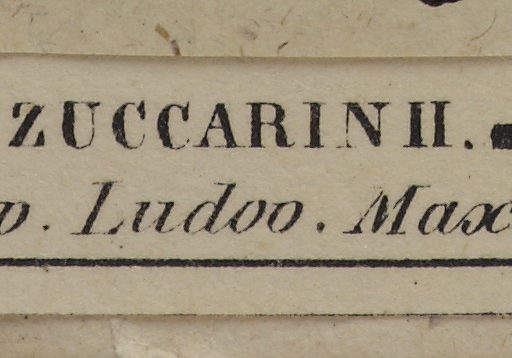 ZUCCARINII.
p. Ludov. Max